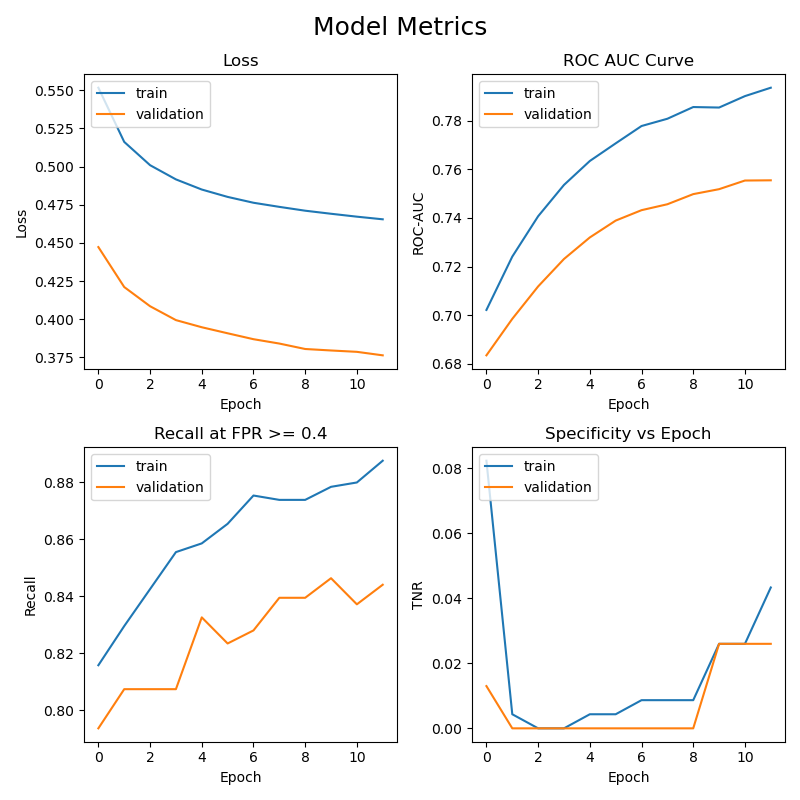 Model Metrics
Loss
train
validation
0.550
0.525
0.500
0.475
0.450
0.425
0.400
0.375
Loss
0 2 4 6 8 10
Epoch
ROC AUC Curve
train
validation
0.78
0.76
0.74
0.72
0.70
0.68
ROC-AUC
0 2 4 6 8 10
Epoch
Recall at FPR >= 0.4
train
validation
0.88
0.86
0.84
0.82
0.80
Recall
0 2 4 6 8 10
Epoch
Specificity vs Epoch
train
validation
0.08
0.06
0.04
0.02
0.00
TNR
0 2 4 6 8 10
Epoch